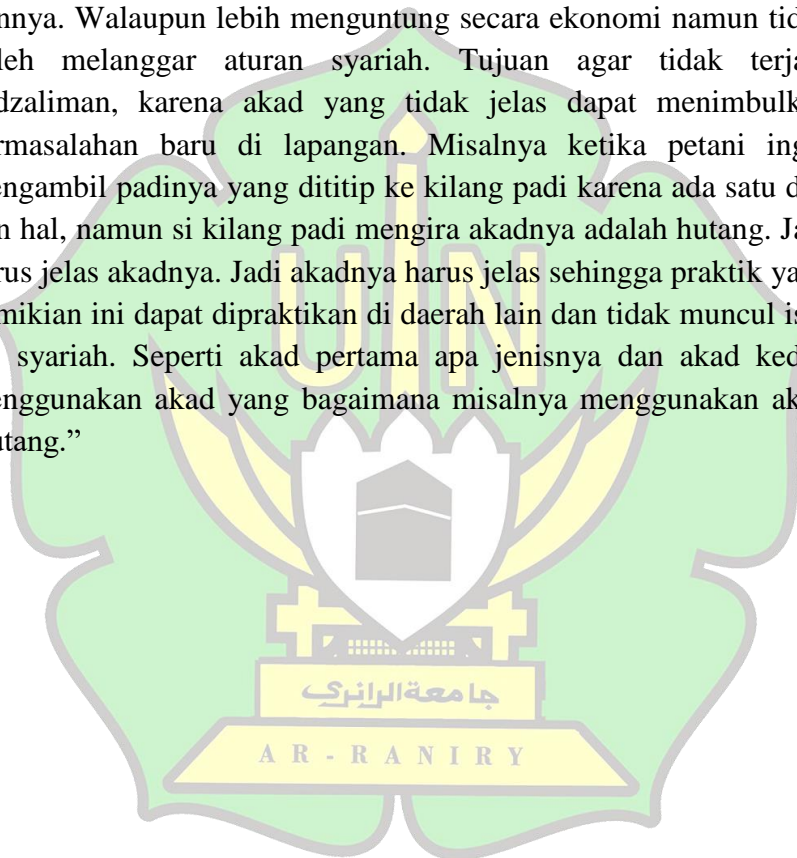 nnya. Walaupun lebih menguntung secara ekonomi namun tid
leh melanggar aturan syariah. Tujuan agar tidak terja
dzaliman, karena akad yang tidak jelas dapat menimbulk
rmasalahan baru di lapangan. Misalnya ketika petani ing
engambil padinya yang dititip ke kilang padi karena ada satu d
n hal, namun si kilang padi mengira akadnya adalah hutang. Ja
rus jelas akadnya. Jadi akadnya harus jelas sehingga praktik ya
mikian ini dapat dipraktikan di daerah lain dan tidak muncul is
syariah. Seperti akad pertama apa jenisnya dan akad ked
enggunakan akad yang bagaimana misalnya menggunakan ak
utang.”
UIN
جامعةالرانري
AR-RANIRY